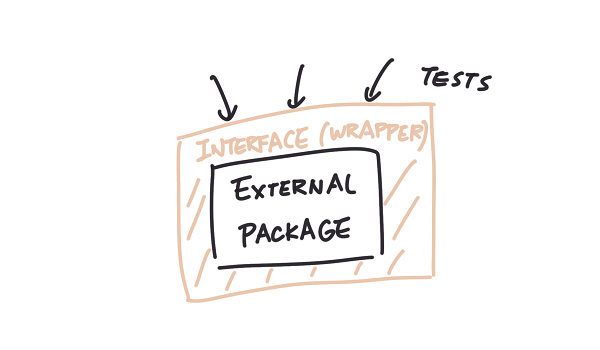 TESTS
INTERFACE (WRAPPER)
EXTERNAL
PACKAGE